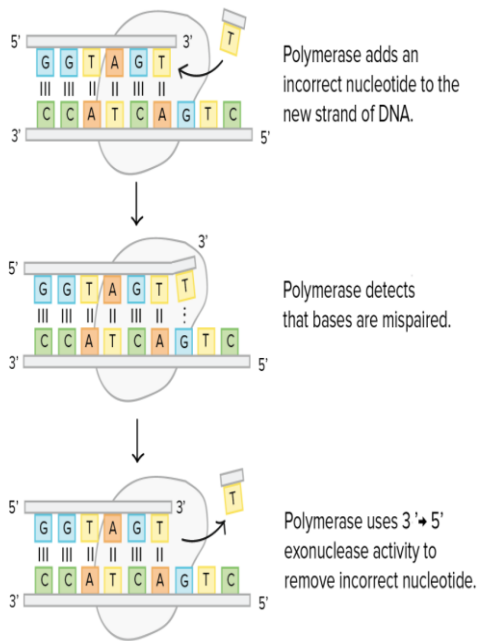 5' 3' T
G G T A G T
C C A T C A G T C
3' 5'
Polymerase adds an
incorrect nucleotide to the
new strand of DNA.
3'
5'
G G T A G T T
C C A T C A G T C
3' 5'
Polymerase detects
that bases are mispaired.
5' 3' T
G G T A G T
C C A T C A G T C
3' 5'
Polymerase uses 3 '→ 5'
exonuclease activity to
remove incorrect nucleotide.